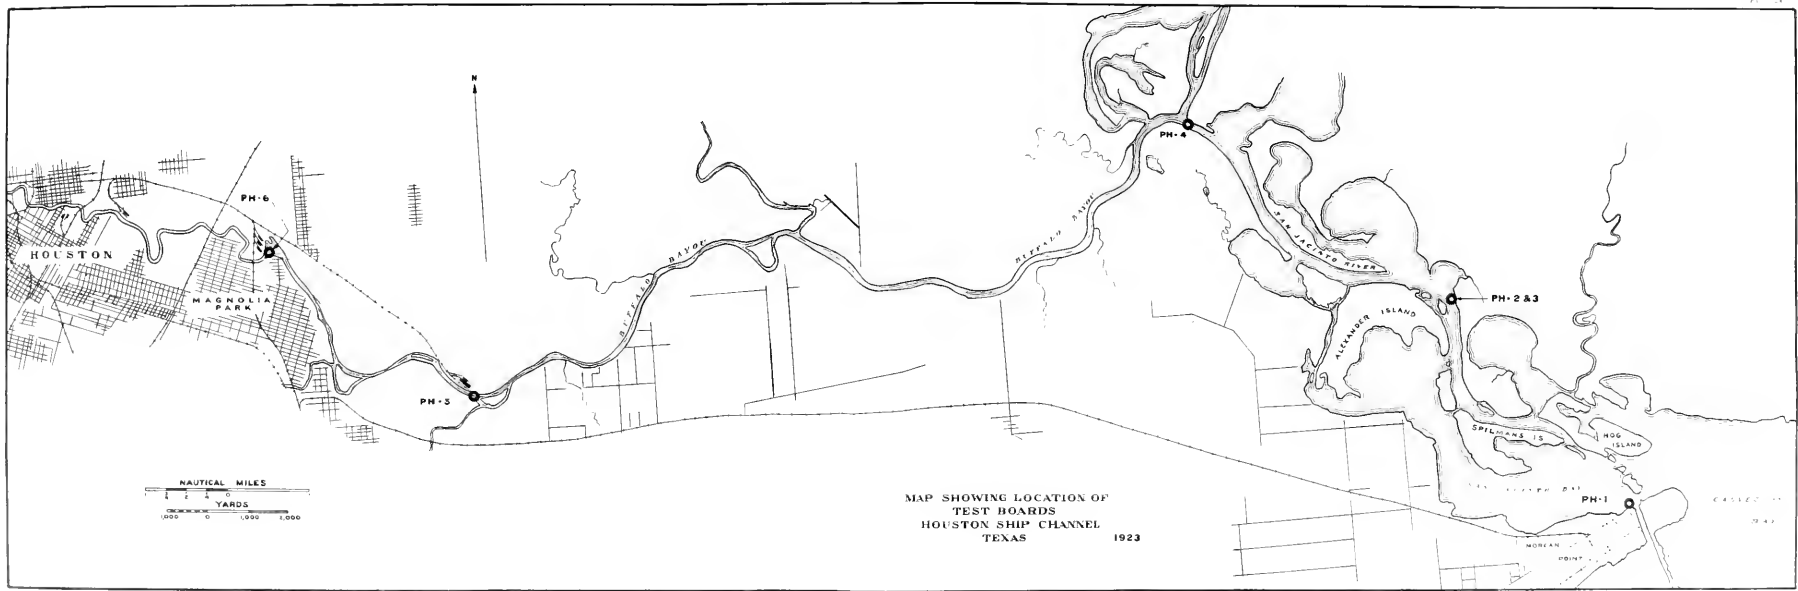 N
PH-4
PH-6
HOUSTON
MAGNOLIA
PARK
BUFFALO
BAYOU
BUFFALO
BAYOU
SAN JACINTO RIVER
PH-2 & 3
ALEXANDER ISLAND
PH-5
SPILMANS IS
HOG
ISLAND
NAUTICAL MILES
YARDS
1,000 0 1,000 2,000
MAP SHOWING LOCATION OF
TEST BOARDS
HOUSTON SHIP CHANNEL
TEXAS 1923
PH-1
BAY
MORGAN
POINT